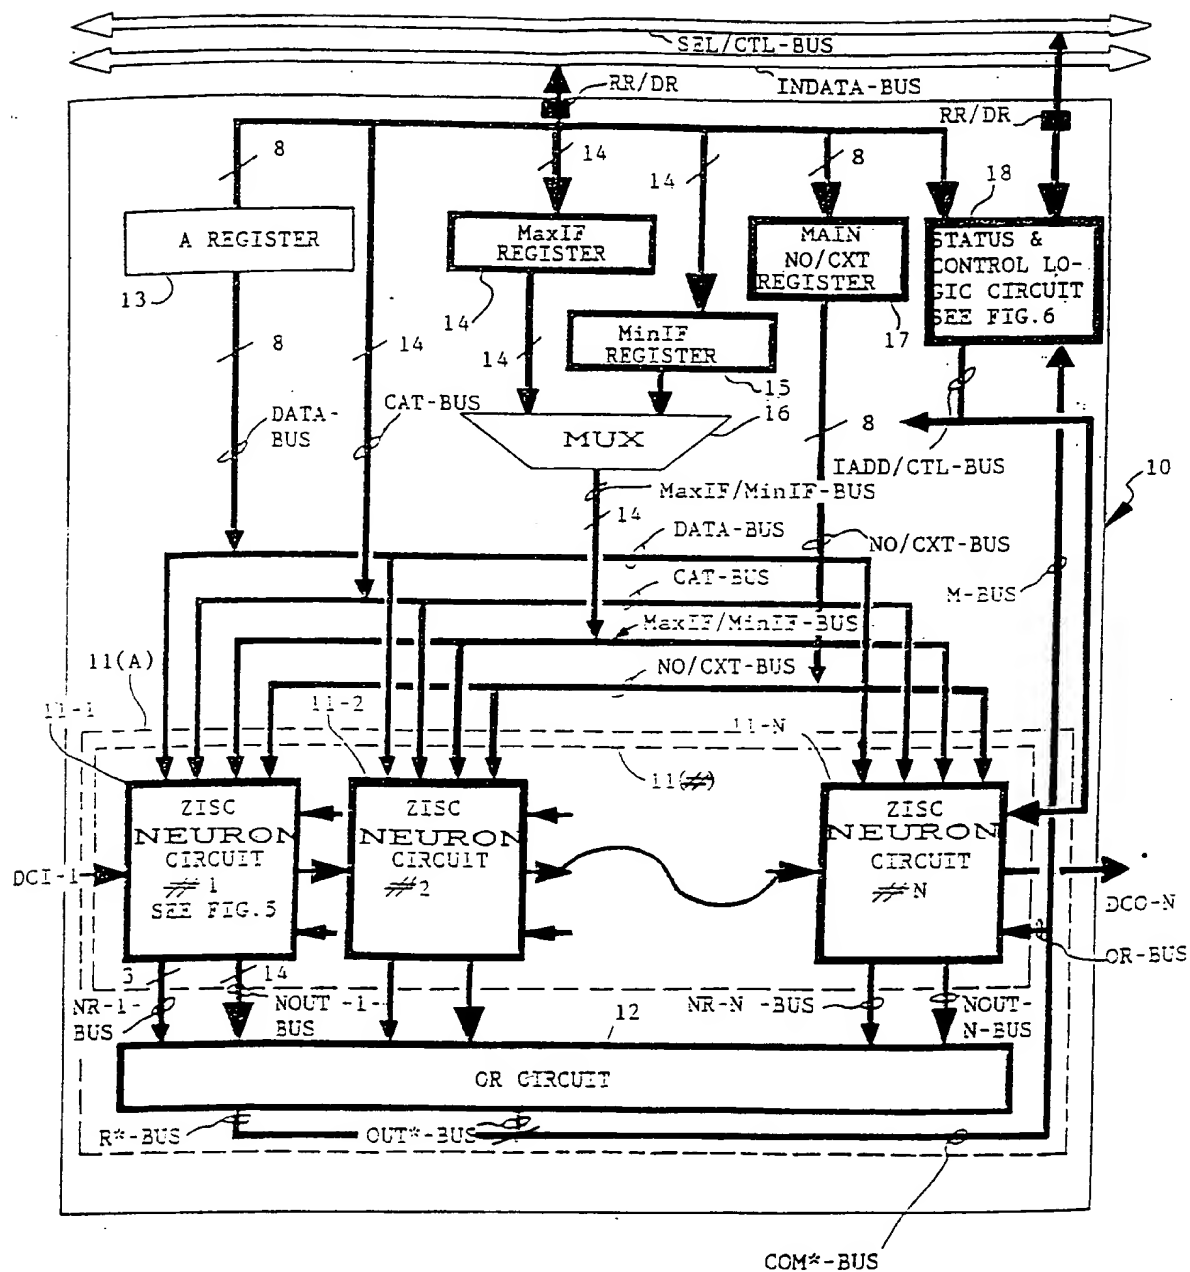 SEL/CTL-BUS
INDATA-BUS
RR/DR
RR/DR
8
14
14
8
18
A REGISTER
13
MaxIF
REGISTER
14
MAIN
NO/CXT
REGISTER
17
STATUS &
CONTROL LO-
GIC CIRCUIT
SEE FIG.6
8
14
14
MinIF
REGISTER
15
DATA-
BUS
CAT-BUS
MUX
16
8
IADD/CTL-BUS
10
MaxIF/MinIF-BUS
14
DATA-BUS
NO/CXT-BUS
CAT-BUS
M-BUS
MaxIF/MinIF-BUS
NO/CXT-BUS
11(A)
11-1
11-2
11-N
11(#)
ZISC
NEURON
CIRCUIT
#1
SEE FIG.5
ZISC
NEURON
CIRCUIT
#2
ZISC
NEURON
CIRCUIT
#N
DCI-1
DCO-N
OR-BUS
3
14
NR-1-
BUS
NOUT -1-
BUS
12
NR-N -BUS
NOUT-
N-BUS
OR CIRCUIT
R*-BUS
OUT*-BUS
COM*-BUS